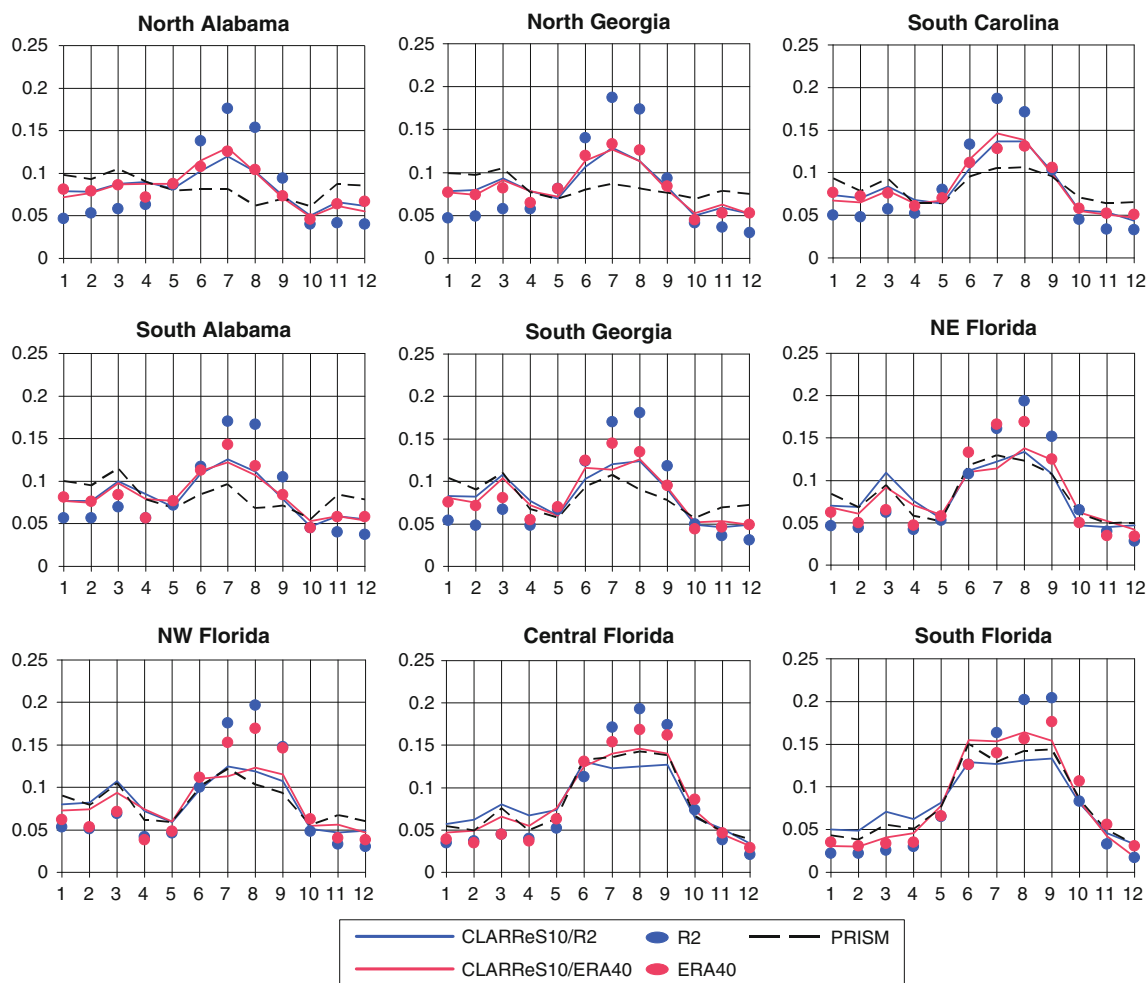 North Alabama
North Georgia
South Carolina
0.25
0.2
0.15
0.1
0.05
0
1 2 3 4 5 6 7 8 9 10 11 12
0.25
0.2
0.15
0.1
0.05
0
1 2 3 4 5 6 7 8 9 10 11 12
0.25
0.2
0.15
0.1
0.05
0
1 2 3 4 5 6 7 8 9 10 11 12
South Alabama
South Georgia
NE Florida
0.25
0.2
0.15
0.1
0.05
0
1 2 3 4 5 6 7 8 9 10 11 12
0.25
0.2
0.15
0.1
0.05
0
1 2 3 4 5 6 7 8 9 10 11 12
0.25
0.2
0.15
0.1
0.05
0
1 2 3 4 5 6 7 8 9 10 11 12
NW Florida
Central Florida
South Florida
0.25
0.2
0.15
0.1
0.05
0
1 2 3 4 5 6 7 8 9 10 11 12
0.25
0.2
0.15
0.1
0.05
0
1 2 3 4 5 6 7 8 9 10 11 12
0.25
0.2
0.15
0.1
0.05
0
1 2 3 4 5 6 7 8 9 10 11 12
CLARReS10/R2 R2 PRISM
CLARReS10/ERA40 ERA40